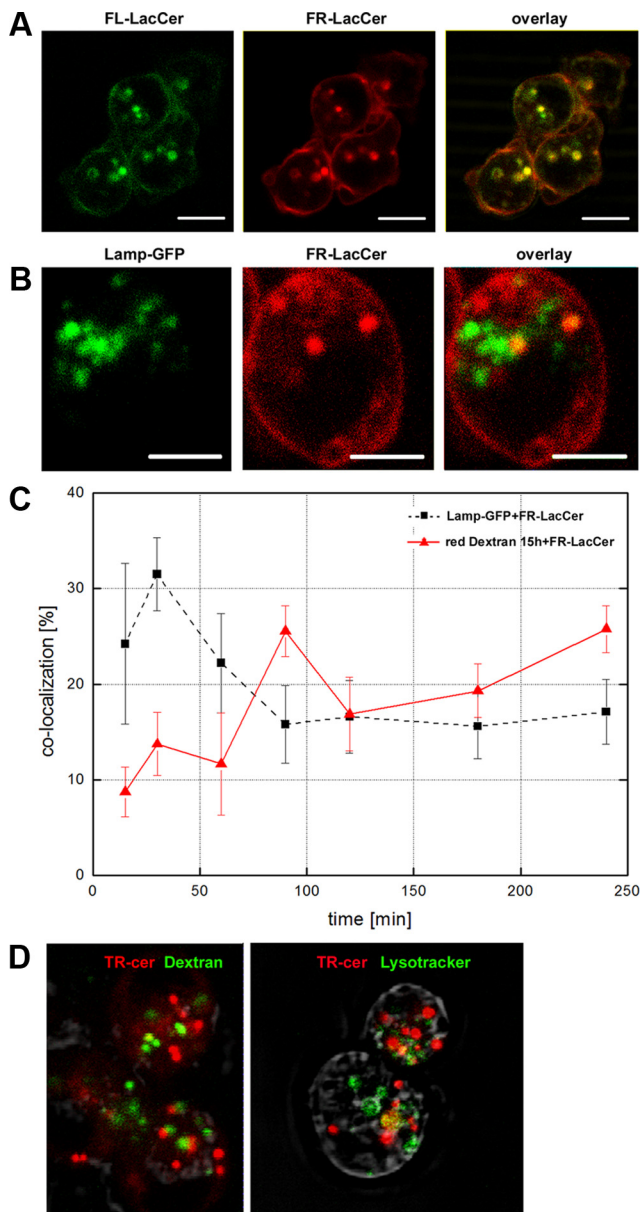 A
FL-LacCer FR-LacCer overlay
B
Lamp-GFP FR-LacCer overlay
C
40
30
20
10
0
co-localization [%]
Lamp-GFP+FR-LacCer
red Dextran 15h+FR-LacCer
0 50 100 150 200 250
time [min]
D
TR-cer Dextran TR-cer Lysotracker